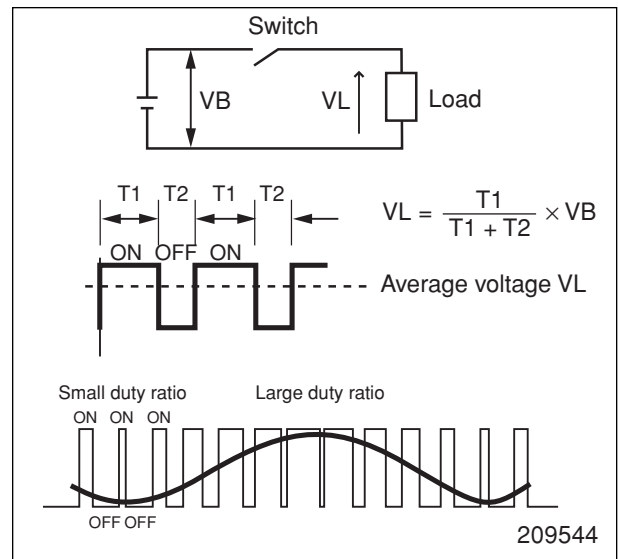 Switch
VB
VL
Load
T1 T2 T1 T2
VL = T1 / T1 + T2 × VB
ON OFF ON
Average voltage VL
Small duty ratio
Large duty ratio
ON ON ON
OFF OFF
209544